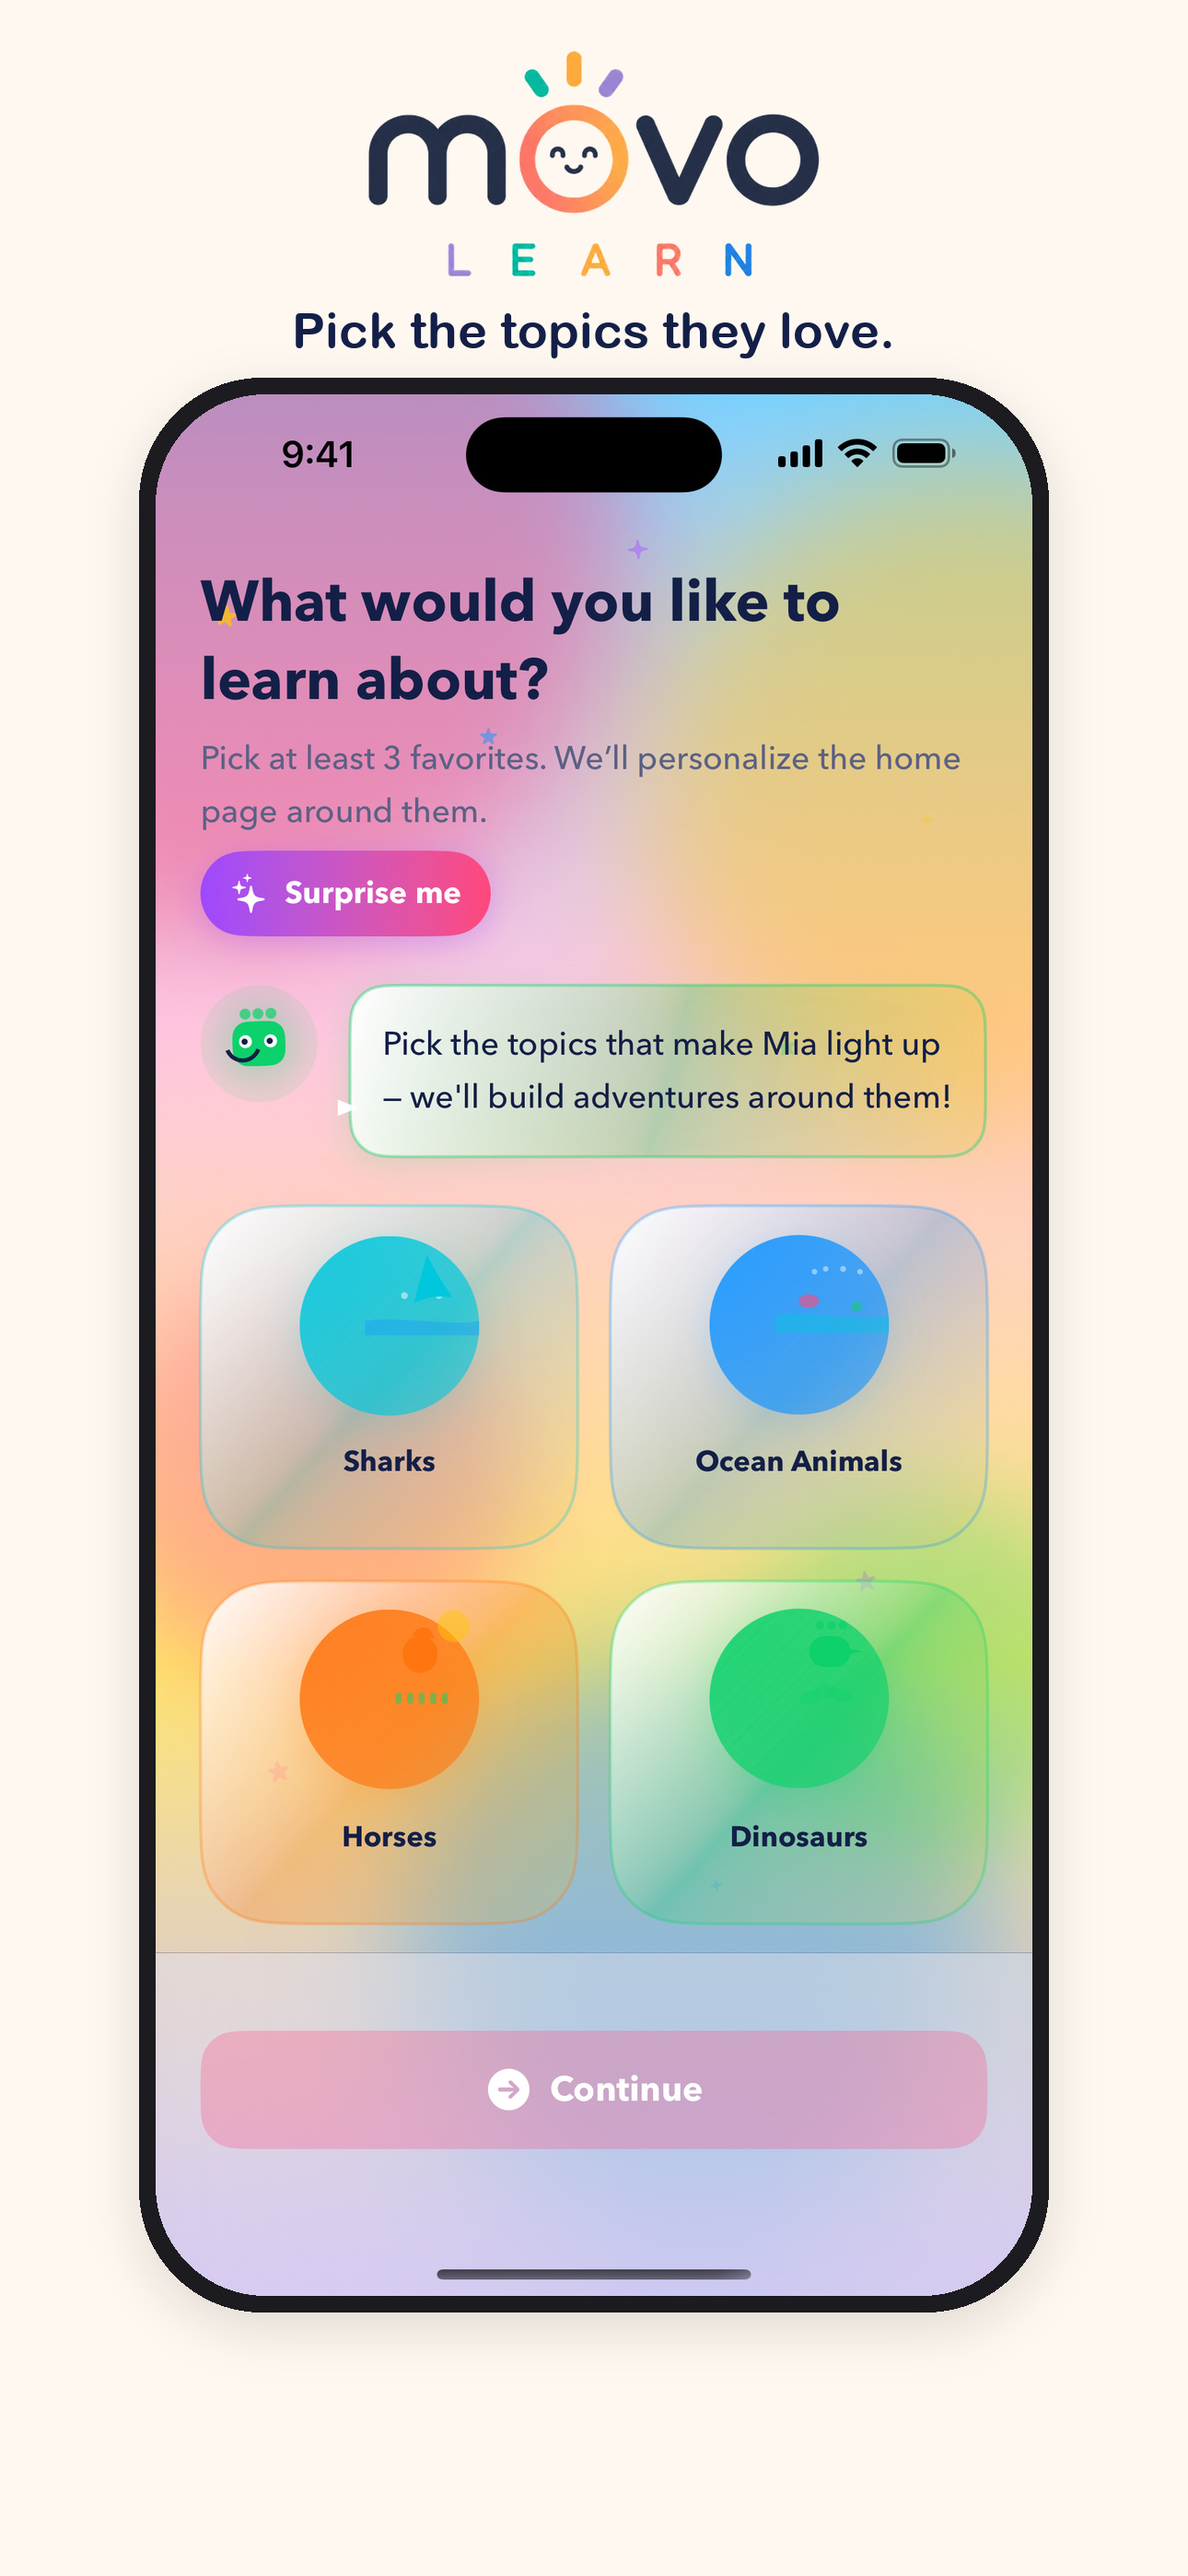 movo
LEARN
Pick the topics they love.
9:41
What would you like to
learn about?
Pick at least 3 favorites. We’ll personalize the home
page around them.
Surprise me
Pick the topics that make Mia light up
– we'll build adventures around them!
Sharks
Ocean Animals
Horses
Dinosaurs
Continue